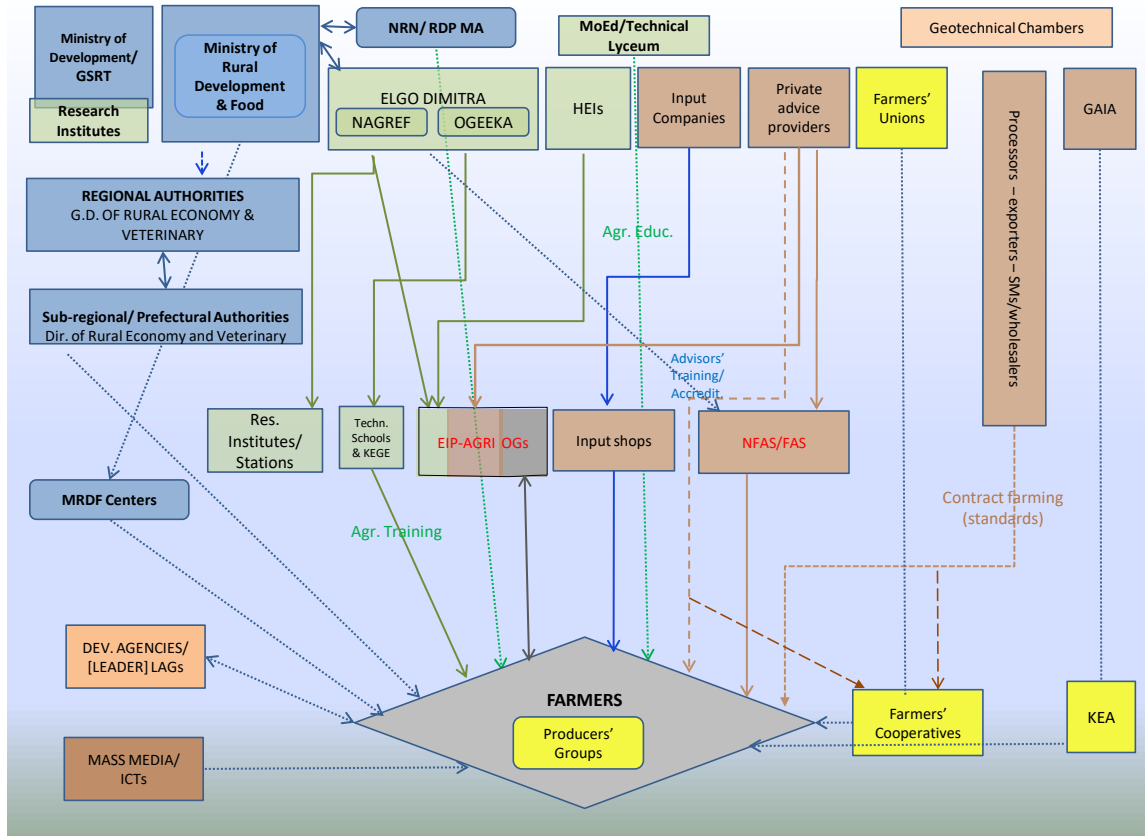 Ministry of
Development/
GSRT
Research
Institutes
Ministry of
Rural
Development
& Food
NRN/ RDP MA
MoEd/Technical
Lyceum
Geotechnical Chambers
ELGO DIMITRA
NAGREF
OGEEKA
HEIs
Input
Companies
Private
advice
providers
Farmers'
Unions
Processors – exporters – SMs/wholesalers
GAIA
REGIONAL AUTHORITIES
G.D. OF RURAL ECONOMY &
VETERINARY
Agr. Educ.
Sub-regional/ Prefectural Authorities
Dir. of Rural Economy and Veterinary
Advisors'
Training/
Accredit.
Res.
Institutes/
Stations
Techn.
Schools
& KEGE
EIP-AGRI OGs
Input shops
NFAS/FAS
MRDF Centers
Contract farming
(standards)
Agr. Training
DEV. AGENCIES/
[LEADER] LAGs
FARMERS
Producers'
Groups
Farmers'
Cooperatives
KEA
MASS MEDIA/
ICTs